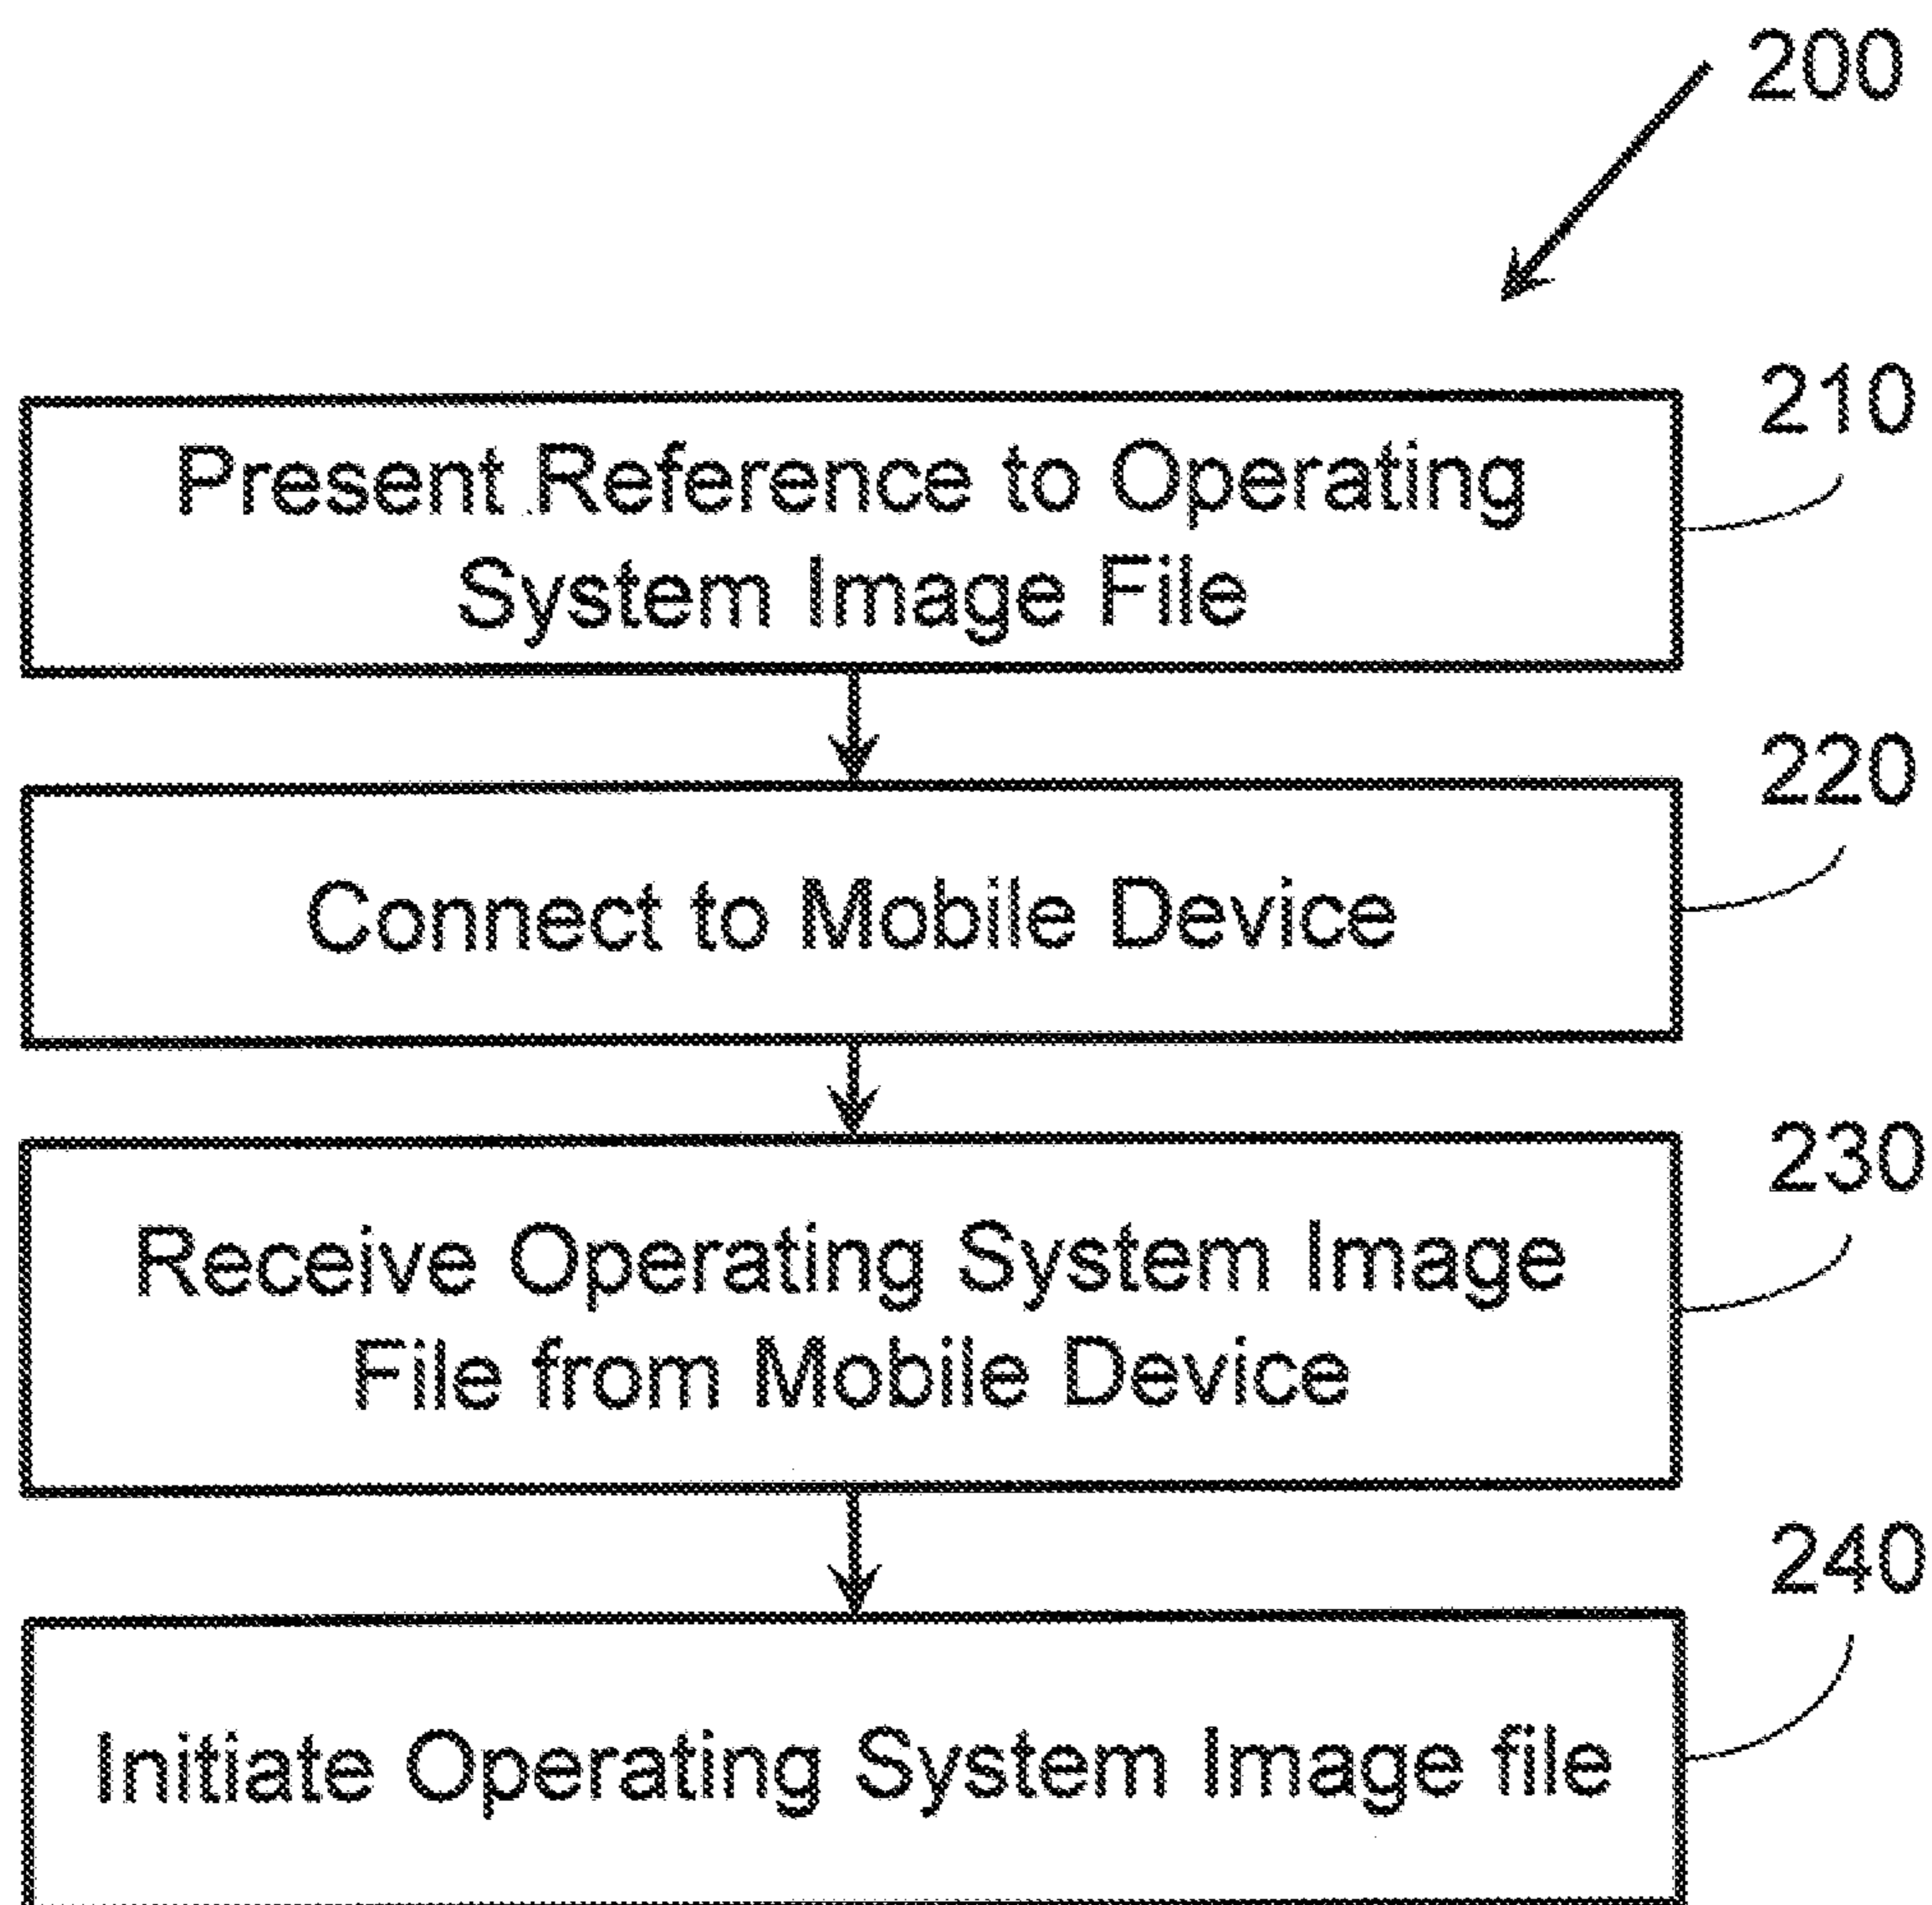 200
210
Present Reference to Operating
System Image File
220
Connect to Mobile Device
230
Receive Operating System Image
File from Mobile Device
240
Initiate Operating System Image file